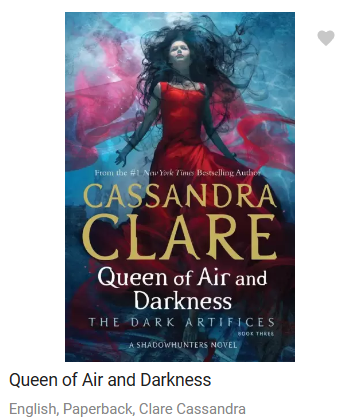 From the #1 New York Times Bestselling Author
CASSANDRA
CLARE
Queen of Air and
Darkness
THE DARK ARTIFICES
BOOK THREE
A SHADOWHUNTERS NOVEL
Queen of Air and Darkness
English, Paperback, Clare Cassandra